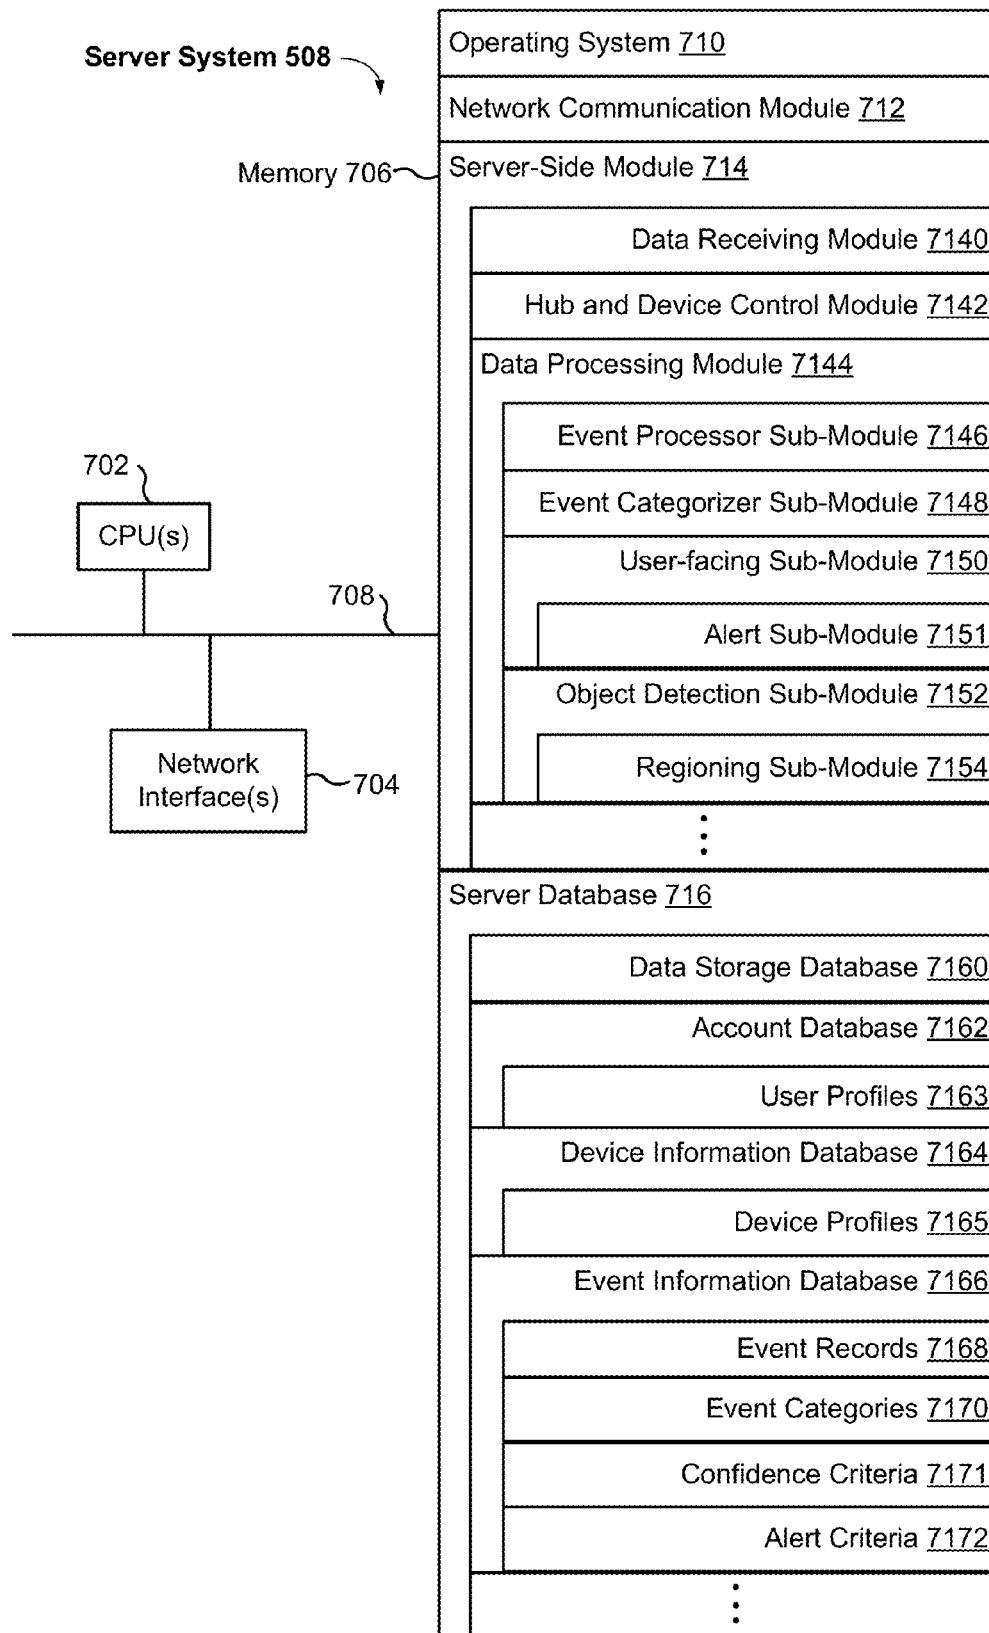 Server System 508
Operating System 710
Network Communication Module 712
Memory 706
Server-Side Module 714
Data Receiving Module 7140
Hub and Device Control Module 7142
Data Processing Module 7144
Event Processor Sub-Module 7146
Event Categorizer Sub-Module 7148
User-facing Sub-Module 7150
Alert Sub-Module 7151
Object Detection Sub-Module 7152
Regioning Sub-Module 7154
702
CPU(s)
708
Network
Interface(s)
704
Server Database 716
Data Storage Database 7160
Account Database 7162
User Profiles 7163
Device Information Database 7164
Device Profiles 7165
Event Information Database 7166
Event Records 7168
Event Categories 7170
Confidence Criteria 7171
Alert Criteria 7172